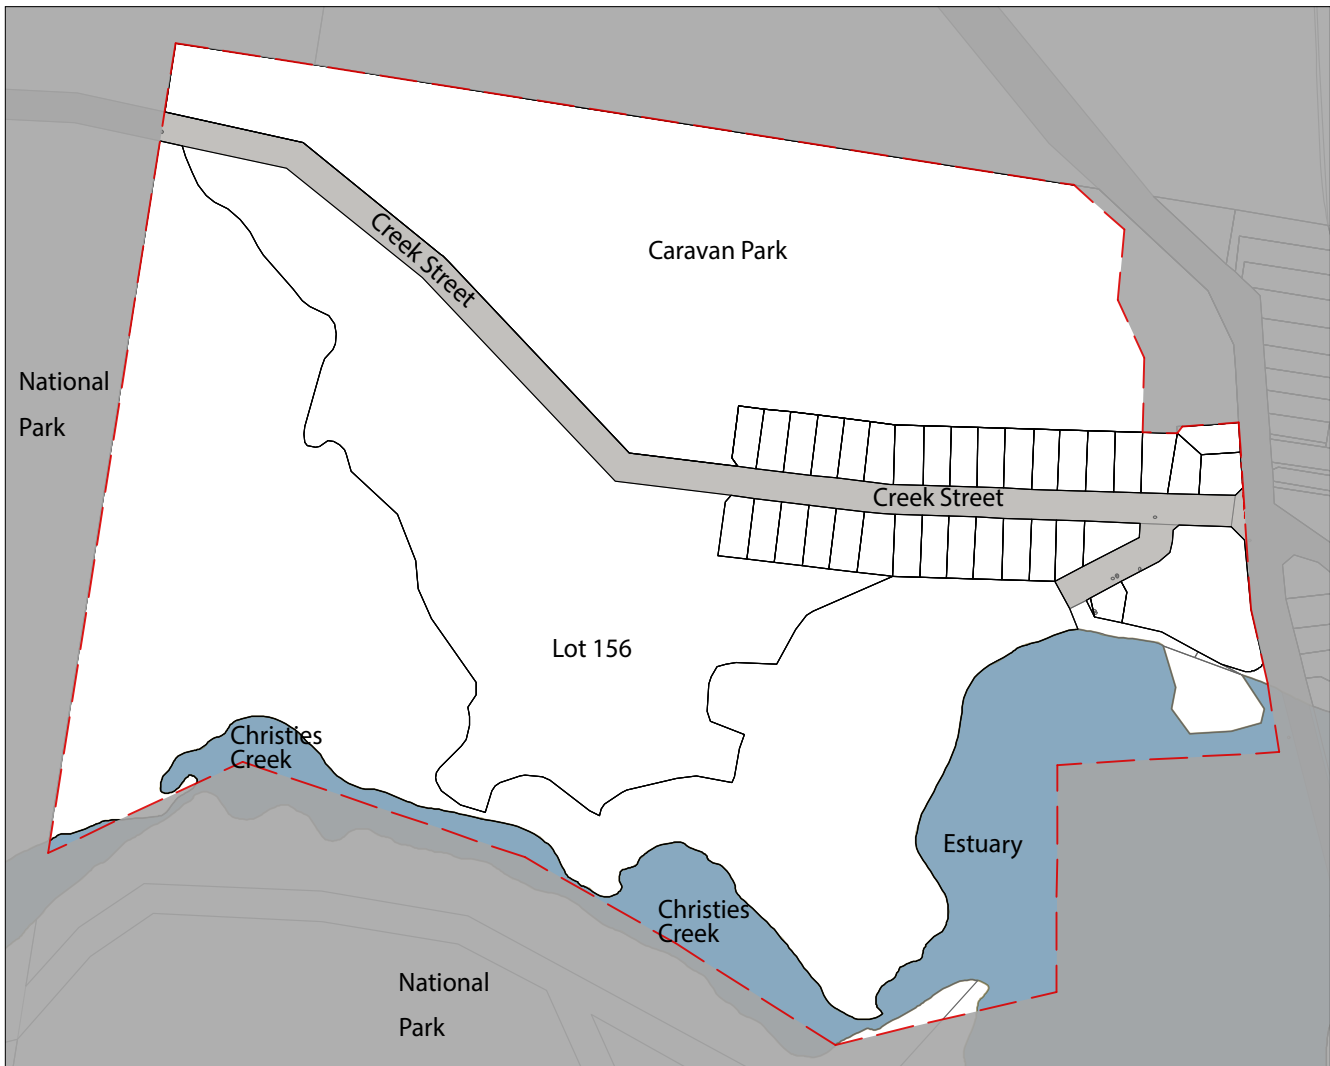 Creek Street
Caravan Park
National
Park
Creek Street
Lot 156
Christies
Creek
Estuary
Christies
Creek
National
Park